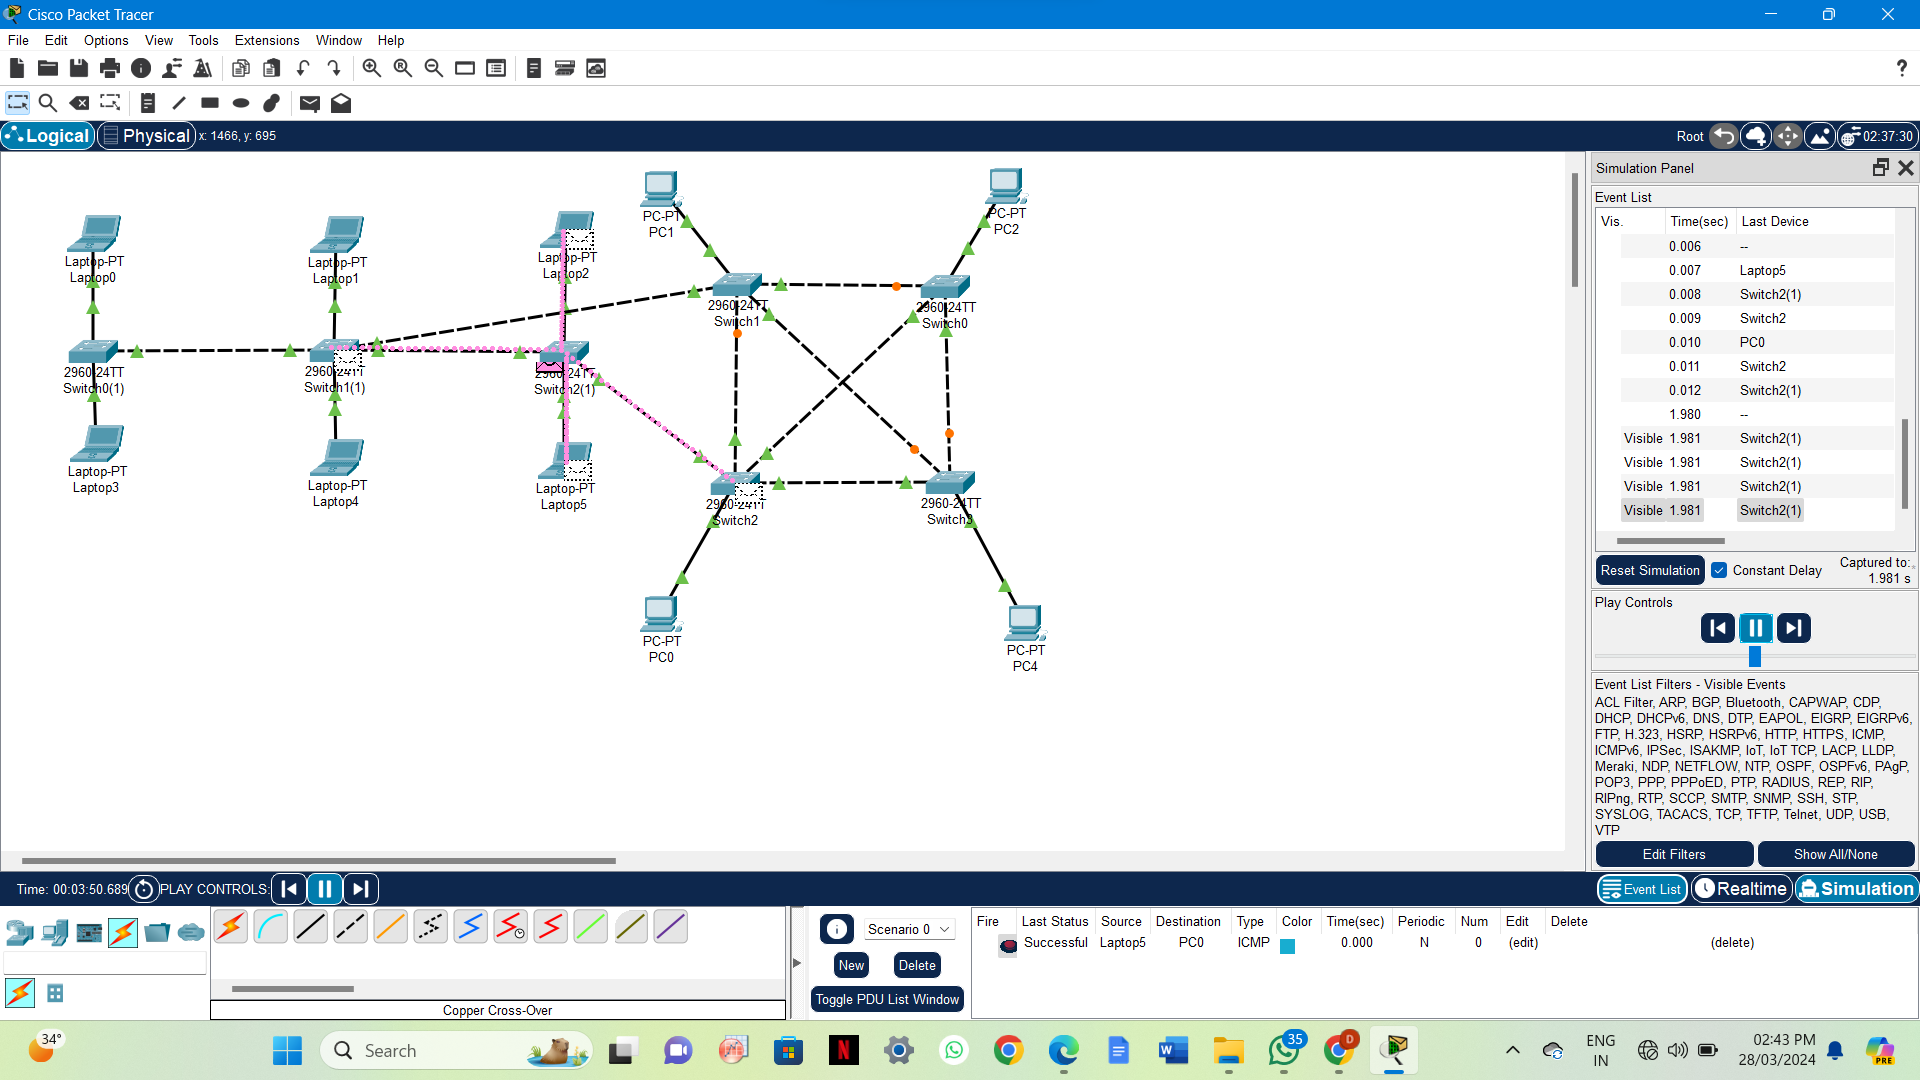 Cisco Packet Tracer
File Edit Options View Tools Extensions Window Help
Logical Physical x: 1466, y: 695 Root 02:37:30
PC-PT
PC1
PC-PT
PC2
Laptop-PT
Laptop0
Laptop-PT
Laptop1
Laptop-PT
Laptop2
2960-24TT
Switch1
2960-24TT
Switch0
2960-24TT
Switch0(1)
2960-24TT
Switch1(1)
2960-24TT
Switch2(1)
Laptop-PT
Laptop3
Laptop-PT
Laptop4
Laptop-PT
Laptop5
2960-24TT
Switch2
2960-24TT
Switch3
PC-PT
PC0
PC-PT
PC4
Simulation Panel
Event List
Vis. Time(sec) Last Device
0.006 --
0.007 Laptop5
0.008 Switch2(1)
0.009 Switch2
0.010 PC0
0.011 Switch2
0.012 Switch2(1)
1.980 --
Visible 1.981 Switch2(1)
Visible 1.981 Switch2(1)
Visible 1.981 Switch2(1)
Visible 1.981 Switch2(1)
Reset Simulation Constant Delay Captured to:
1.981 s
Play Controls
Event List Filters - Visible Events
ACL Filter, ARP, BGP, Bluetooth, CAPWAP, CDP,
DHCP, DHCPv6, DNS, DTP, EAPOL, EIGRP, EIGRPv6,
FTP, H.323, HSRP, HSRPv6, HTTP, HTTPS, ICMP,
ICMPv6, IPSec, ISAKMP, IoT, IoT TCP, LACP, LLDP,
Meraki, NDP, NETFLOW, NTP, OSPF, OSPFv6, PAgP,
POP3, PPP, PPPoED, PTP, RADIUS, REP, RIP,
RIPng, RTP, SCCP, SMTP, SNMP, SSH, STP,
SYSLOG, TACACS, TCP, TFTP, Telnet, UDP, USB,
VTP
Edit Filters Show All/None
Time: 00:03:50.689 PLAY CONTROLS: Event List Realtime Simulation
Copper Cross-Over
Scenario 0
New Delete
Toggle PDU List Window
Fire Last Status Source Destination Type Color Time(sec) Periodic Num Edit Delete
Successful Laptop5 PC0 ICMP 0.000 N 0 (edit) (delete)
34°
Search
35
D
ENG
IN
02:43 PM
28/03/2024
PRE